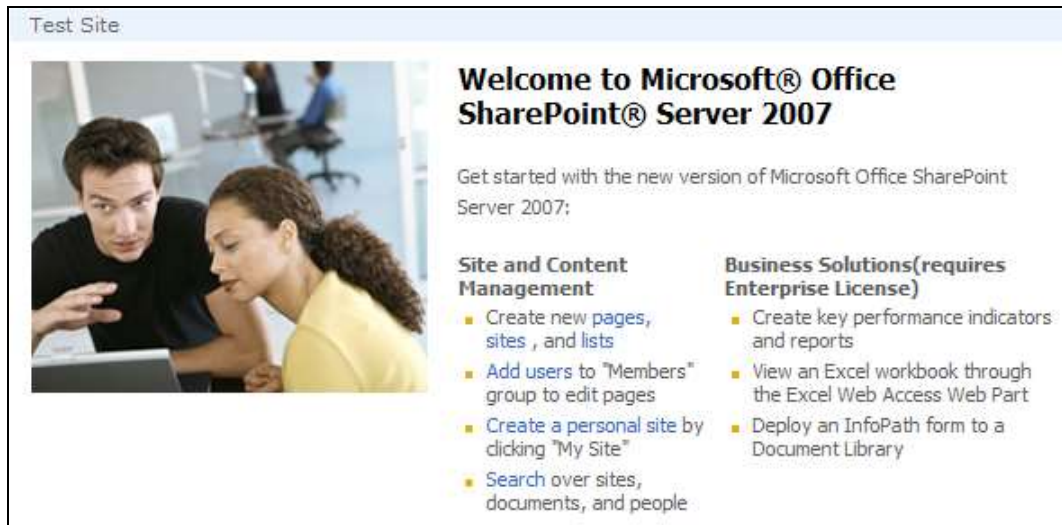 Test Site
Welcome to Microsoft® Office
SharePoint® Server 2007
Get started with the new version of Microsoft Office SharePoint
Server 2007:
Site and Content
Management
Create new pages,
sites , and lists
Add users to "Members"
group to edit pages
Create a personal site by
clicking "My Site"
Search over sites,
documents, and people
Business Solutions(requires
Enterprise License)
Create key performance indicators
and reports
View an Excel workbook through
the Excel Web Access Web Part
Deploy an InfoPath form to a
Document Library